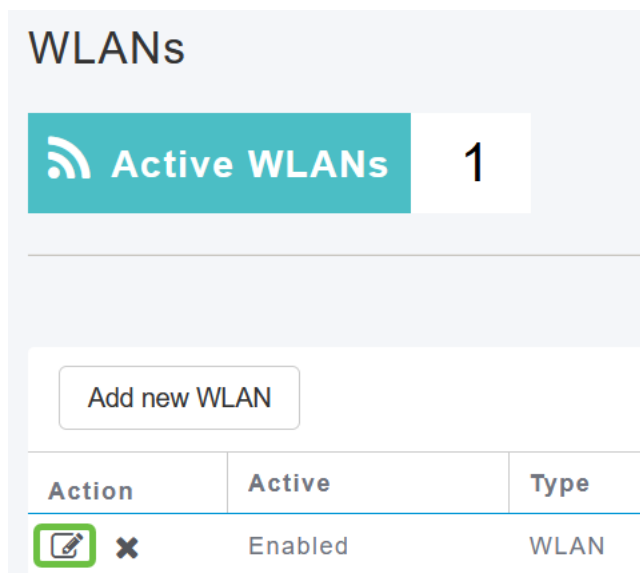 WLANs
Active WLANs 1
Add new WLAN
Action Active Type
Enabled WLAN